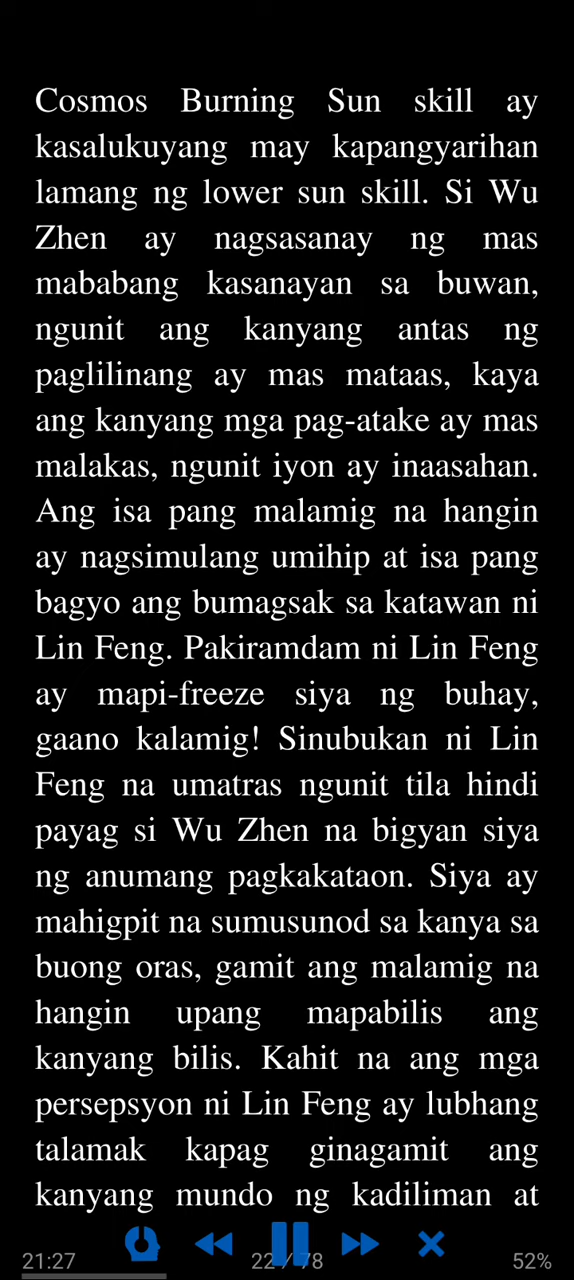 Cosmos Burning Sun skill ay
kasalukuyang may kapangyarihan
lamang ng lower sun skill. Si Wu
Zhen ay nagsasanay ng mas
mababang kasanayan sa buwan,
ngunit ang kanyang antas ng
paglilinang ay mas mataas, kaya
ang kanyang mga pag-atake ay mas
malakas, ngunit iyon ay inaasahan.
Ang isa pang malamig na hangin
ay nagsimulang umihip at isa pang
bagyo ang bumagsak sa katawan ni
Lin Feng. Pakiramdam ni Lin Feng
ay mapi-freeze siya ng buhay,
gaano kalamig! Sinubukan ni Lin
Feng na umatras ngunit tila hindi
payag si Wu Zhen na bigyan siya
ng anumang pagkakataon. Siya ay
mahigpit na sumusunod sa kanya sa
buong oras, gamit ang malamig na
hangin upang mapabilis ang
kanyang bilis. Kahit na ang mga
persepsyon ni Lin Feng ay lubhang
talamak kapag ginagamit ang
kanyang mundo ng kadiliman at
21:27 22 / 78 52%